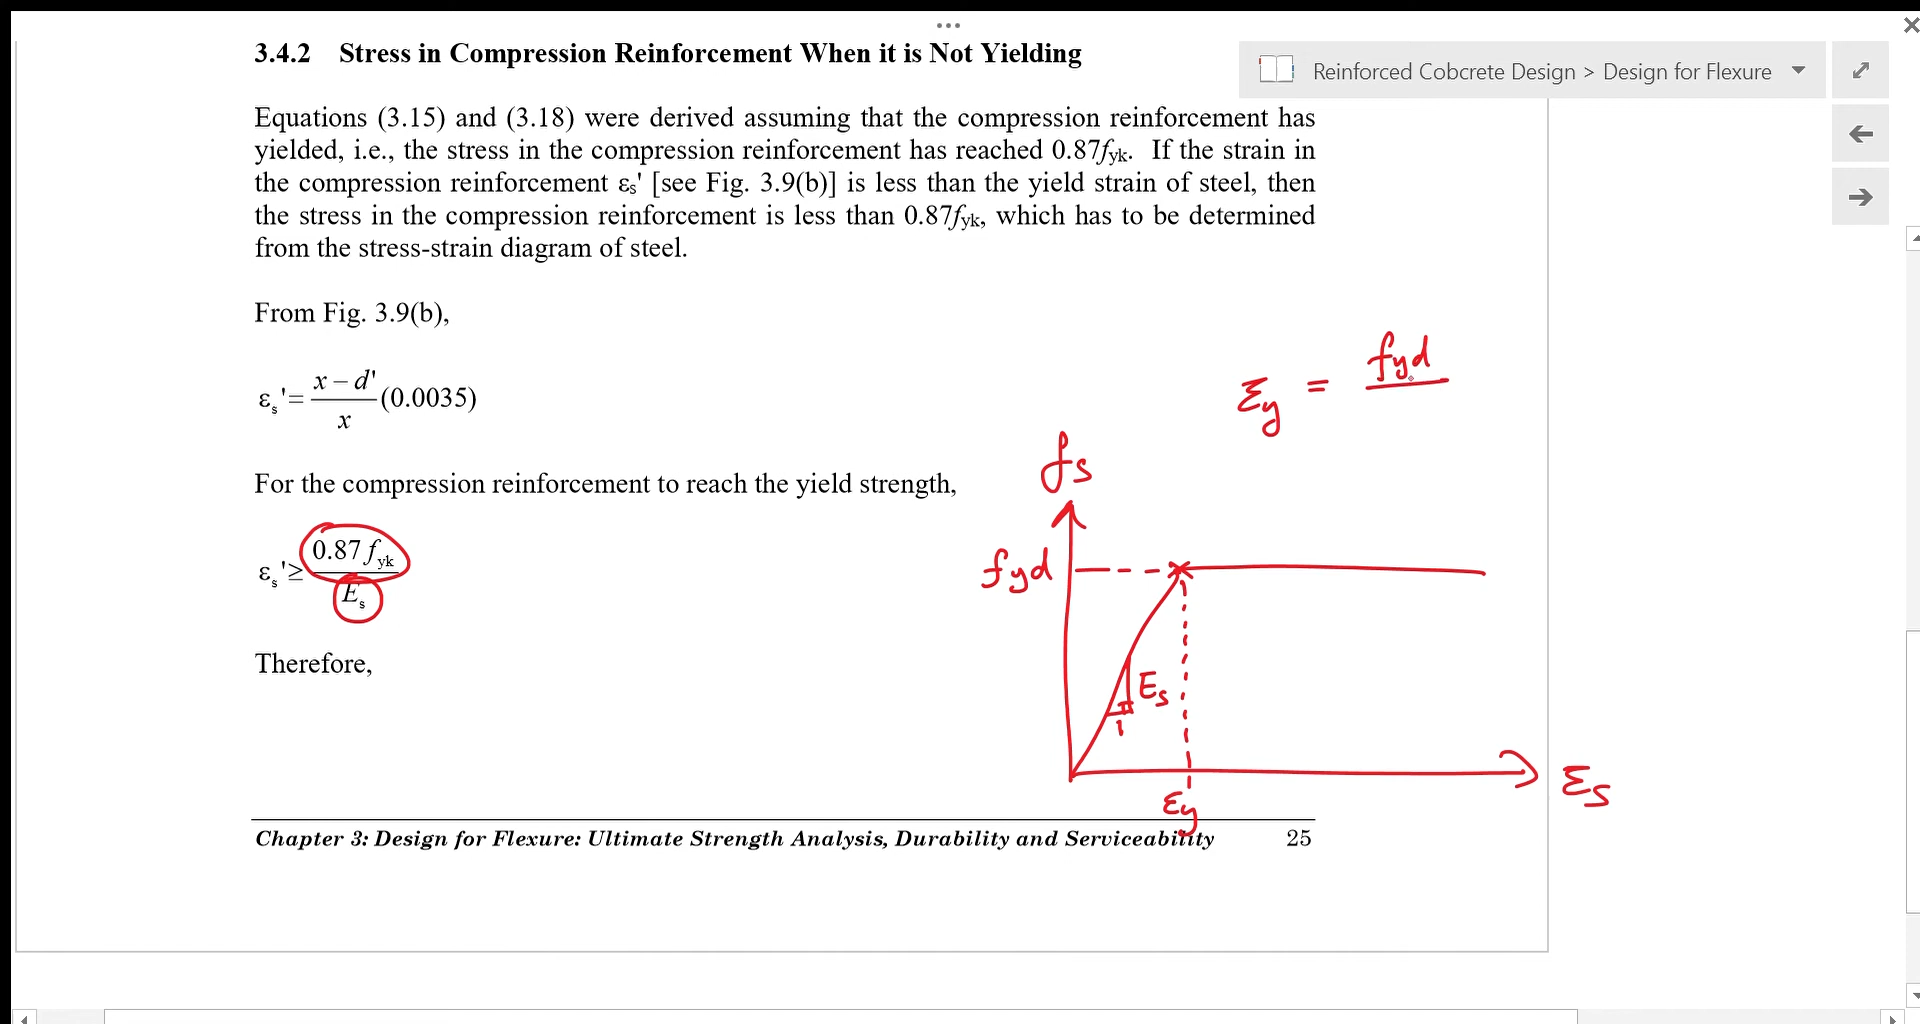 3.4.2 Stress in Compression Reinforcement When it is Not Yielding
Reinforced Cobcrete Design > Design for Flexure
Equations (3.15) and (3.18) were derived assuming that the compression reinforcement has
yielded, i.e., the stress in the compression reinforcement has reached 0.87fyk. If the strain in
the compression reinforcement εs' [see Fig. 3.9(b)] is less than the yield strain of steel, then
the stress in the compression reinforcement is less than 0.87fyk, which has to be determined
from the stress-strain diagram of steel.
From Fig. 3.9(b),
εs'= (x – d')/x (0.0035)
εy = fyd
For the compression reinforcement to reach the yield strength,
fs
εs'≥ 0.87 fyk / Es
fyd
Therefore,
Es
1
εs
εy
Chapter 3: Design for Flexure: Ultimate Strength Analysis, Durability and Serviceability 25